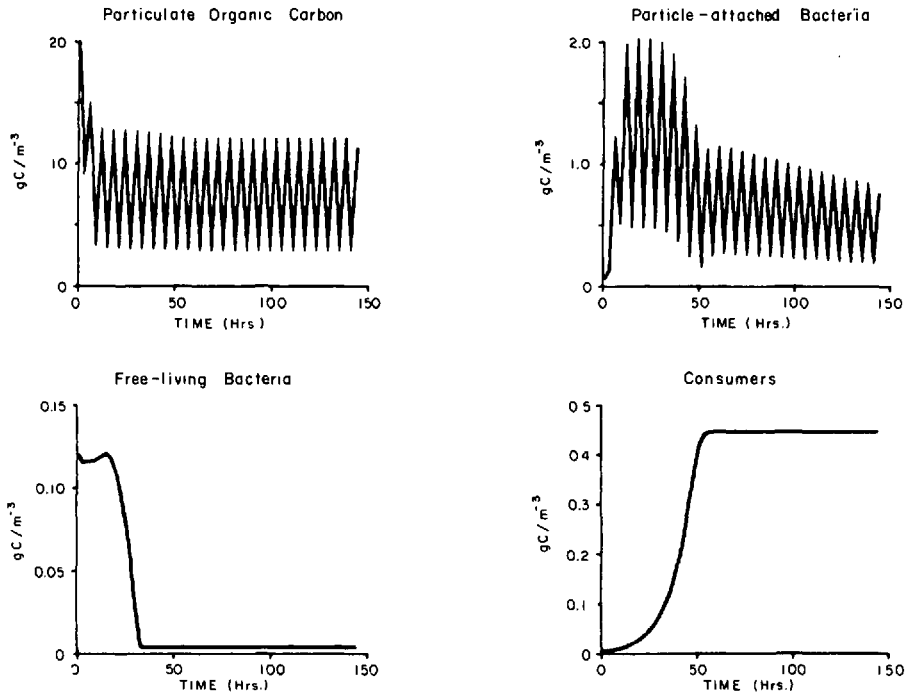 Particulate Organic Carbon
20
10
0
gC/m-3
0 50 100 150
TIME (Hrs.)
Particle-attached Bacteria
2.0
1.0
0
gC/m-3
0 50 100 150
TIME (Hrs.)
Free-living Bacteria
0.15
0.10
0.05
0
gC/m-3
0 50 100 150
TIME (Hrs.)
Consumers
0.5
0.4
0.3
0.2
0.1
0
gC/m-3
0 50 100 150
TIME (Hrs.)